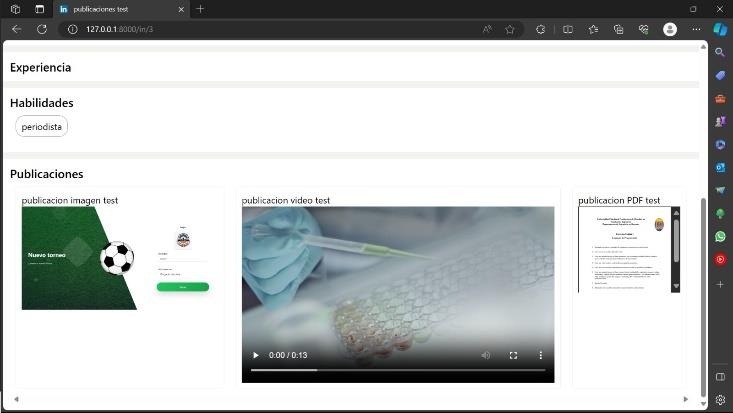 publicaciones test
127.0.0.1:8000/in/3
Experiencia
Habilidades
periodista
Publicaciones
publicacion imagen test
publicacion video test
publicacion PDF test
Nuevo torneo
0:00 / 0:13